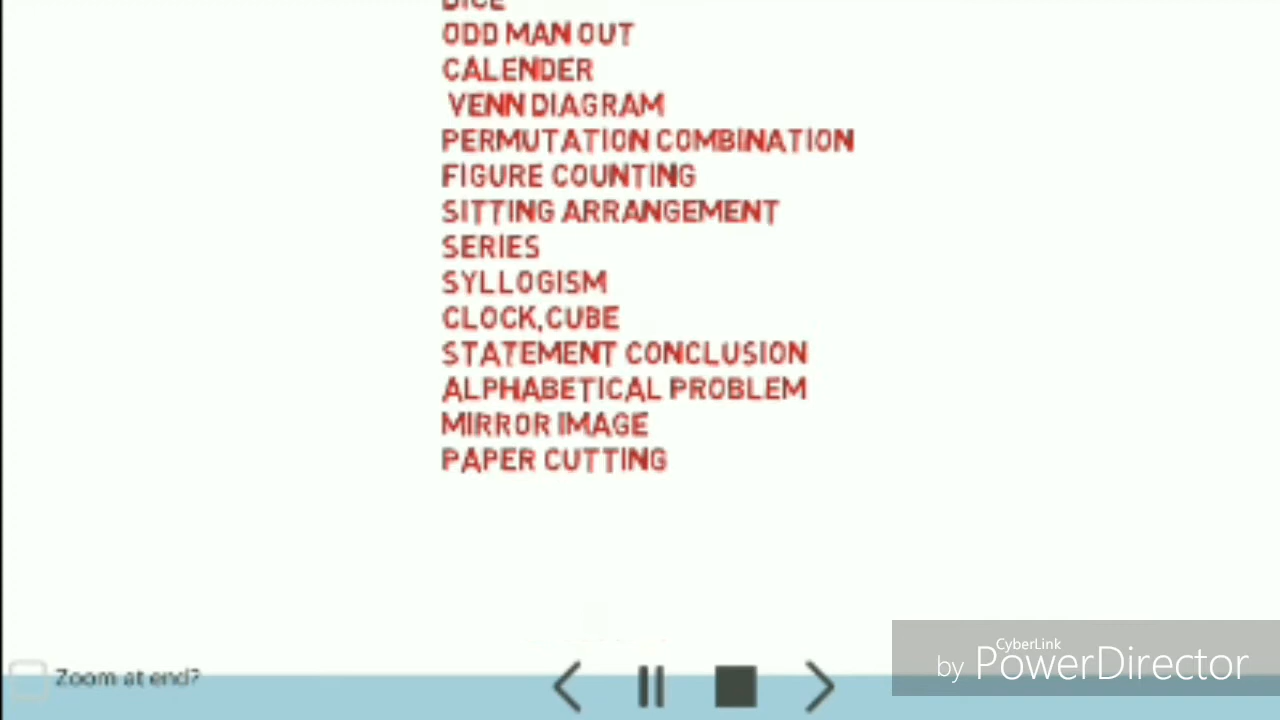 DICE
ODD MAN OUT
CALENDER
VENN DIAGRAM
PERMUTATION COMBINATION
FIGURE COUNTING
SITTING ARRANGEMENT
SERIES
SYLLOGISM
CLOCK,CUBE
STATEMENT CONCLUSION
ALPHABETICAL PROBLEM
MIRROR IMAGE
PAPER CUTTING
Zoom at end?
CyberLink
by PowerDirector